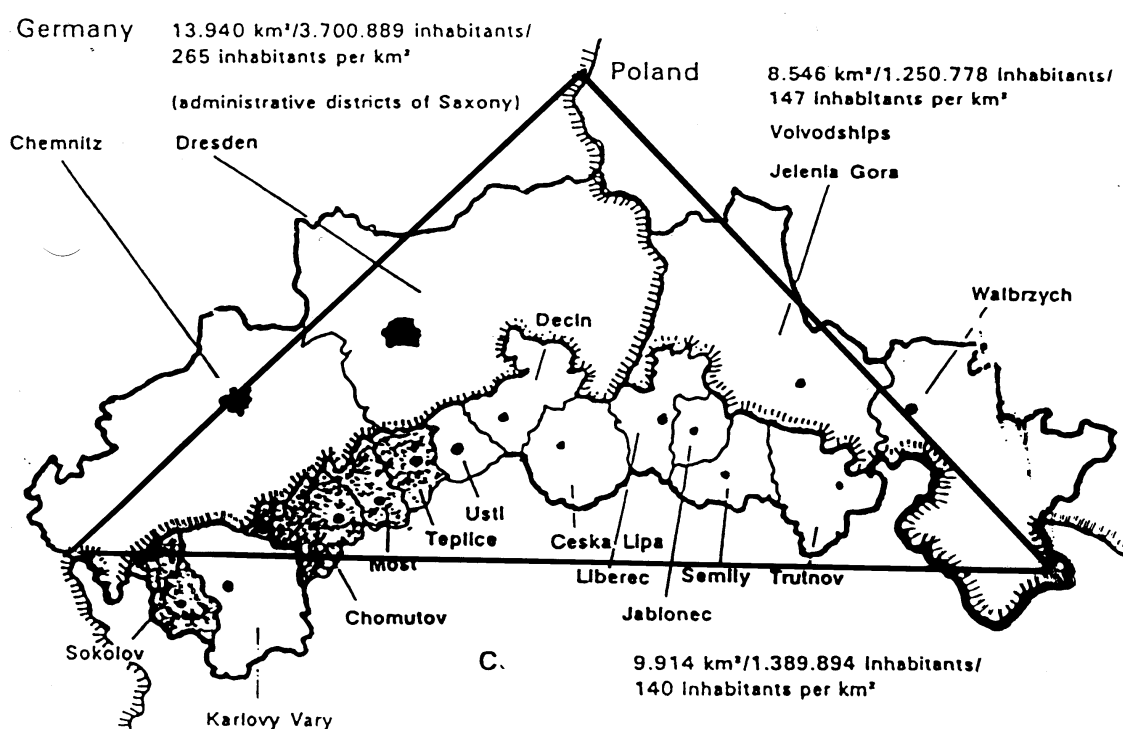 Germany
13.940 km²/3.700.889 inhabitants/
265 inhabitants per km²
(administrative districts of Saxony)
Chemnitz
Dresden
Poland
8.546 km²/1.250.778 inhabitants/
147 inhabitants per km²
Voivodships
Jelenia Gora
Walbrzych
Decin
Usti
Teplice
Most
Chomutov
Sokolov
Karlovy Vary
Ceska Lipa
Liberec
Semily
Trutnov
Jablonec
C.
9.914 km²/1.389.894 inhabitants/
140 inhabitants per km²